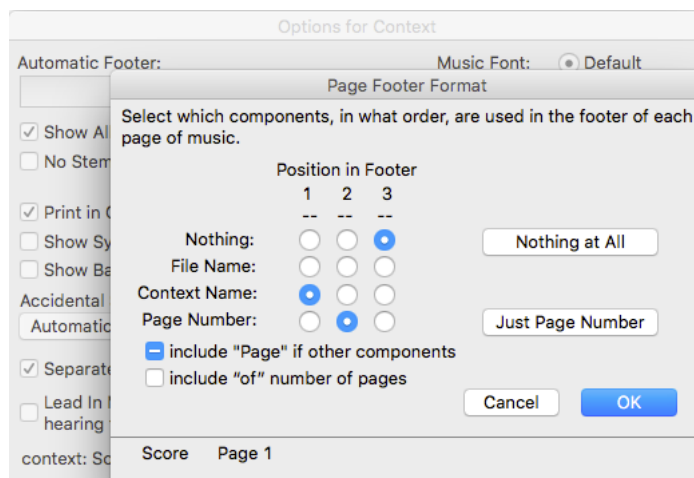 Options for Context
Automatic Footer:
Music Font: Default
Page Footer Format
Select which components, in what order, are used in the footer of each
page of music.
Show Al
No Stem
Position in Footer
1 2 3
-- -- --
Print in
Nothing:
Nothing at All
Show Sy
File Name:
Show Ba
Context Name:
Accidental
Page Number:
Just Page Number
Automatic
include "Page" if other components
Separate
include “of” number of pages
Lead In
Cancel OK
hearing
context: Sc
Score Page 1